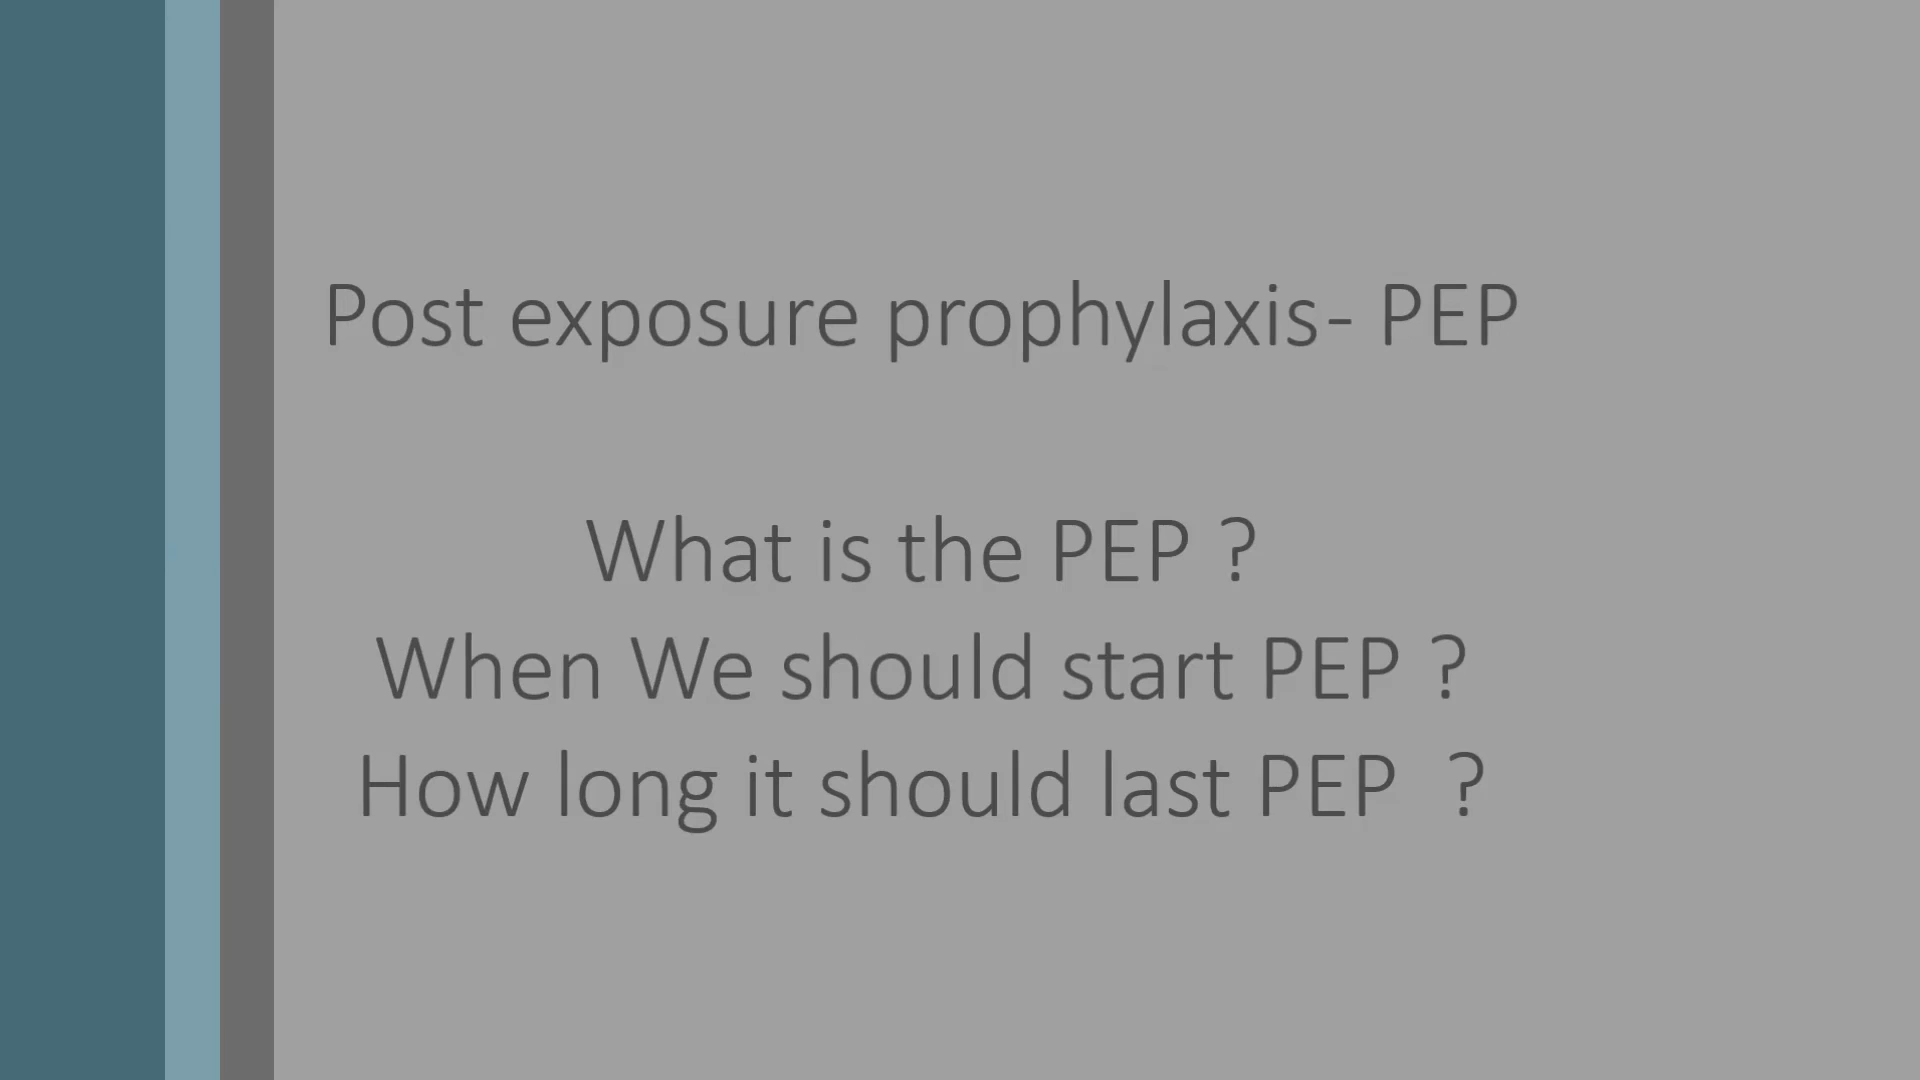 Post exposure prophylaxis- PEP
What is the PEP ?
When We should start PEP ?
How long it should last PEP  ?